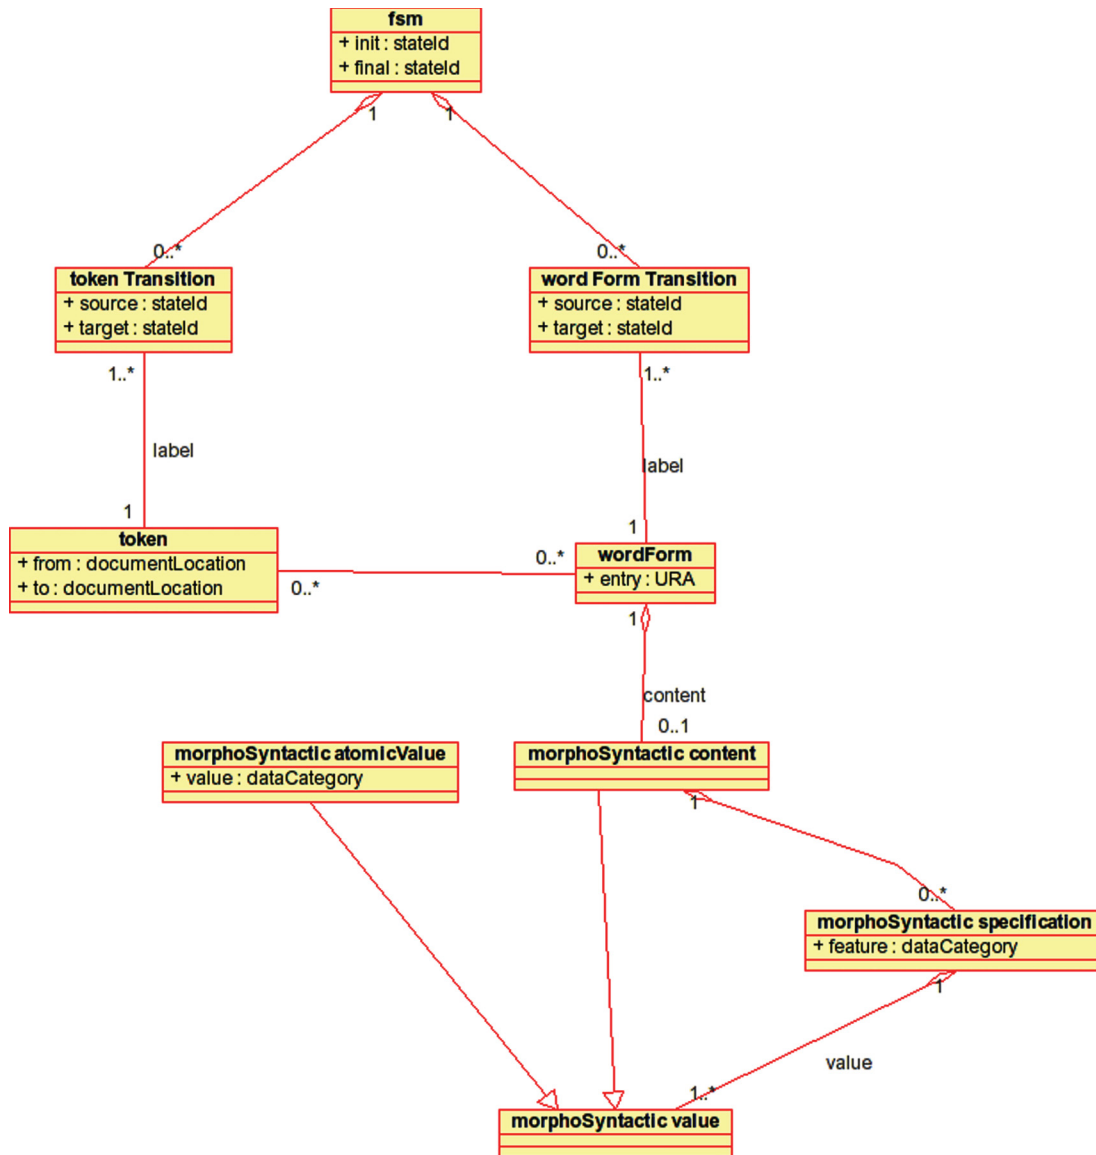 fsm
+ init : stateId
+ final : stateId
1
1
0..*
0..*
token Transition
+ source : stateId
+ target : stateId
word Form Transition
+ source : stateId
+ target : stateId
1..*
1..*
label
label
1
1
token
+ from : documentLocation
+ to : documentLocation
0..*
0..*
wordForm
+ entry : URA
1
content
0..1
morphoSyntactic atomicValue
+ value : dataCategory
morphoSyntactic content
1
0..*
morphoSyntactic specification
+ feature : dataCategory
1
value
1..*
morphoSyntactic value